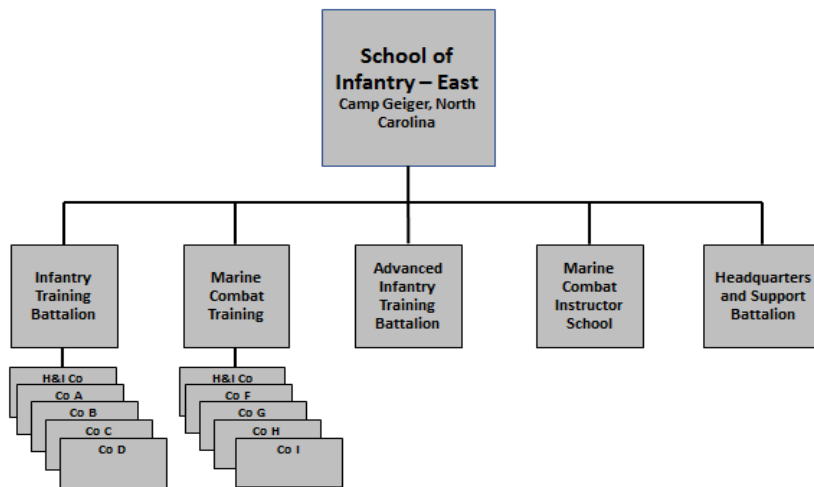 School of
Infantry – East
Camp Geiger, North
Carolina
Infantry
Training
Battalion
Marine
Combat
Training
Advanced
Infantry
Training
Battalion
Marine
Combat
Instructor
School
Headquarters
and Support
Battalion
H&I Co
Co A
Co B
Co C
Co D
H&I Co
Co F
Co G
Co H
Co I